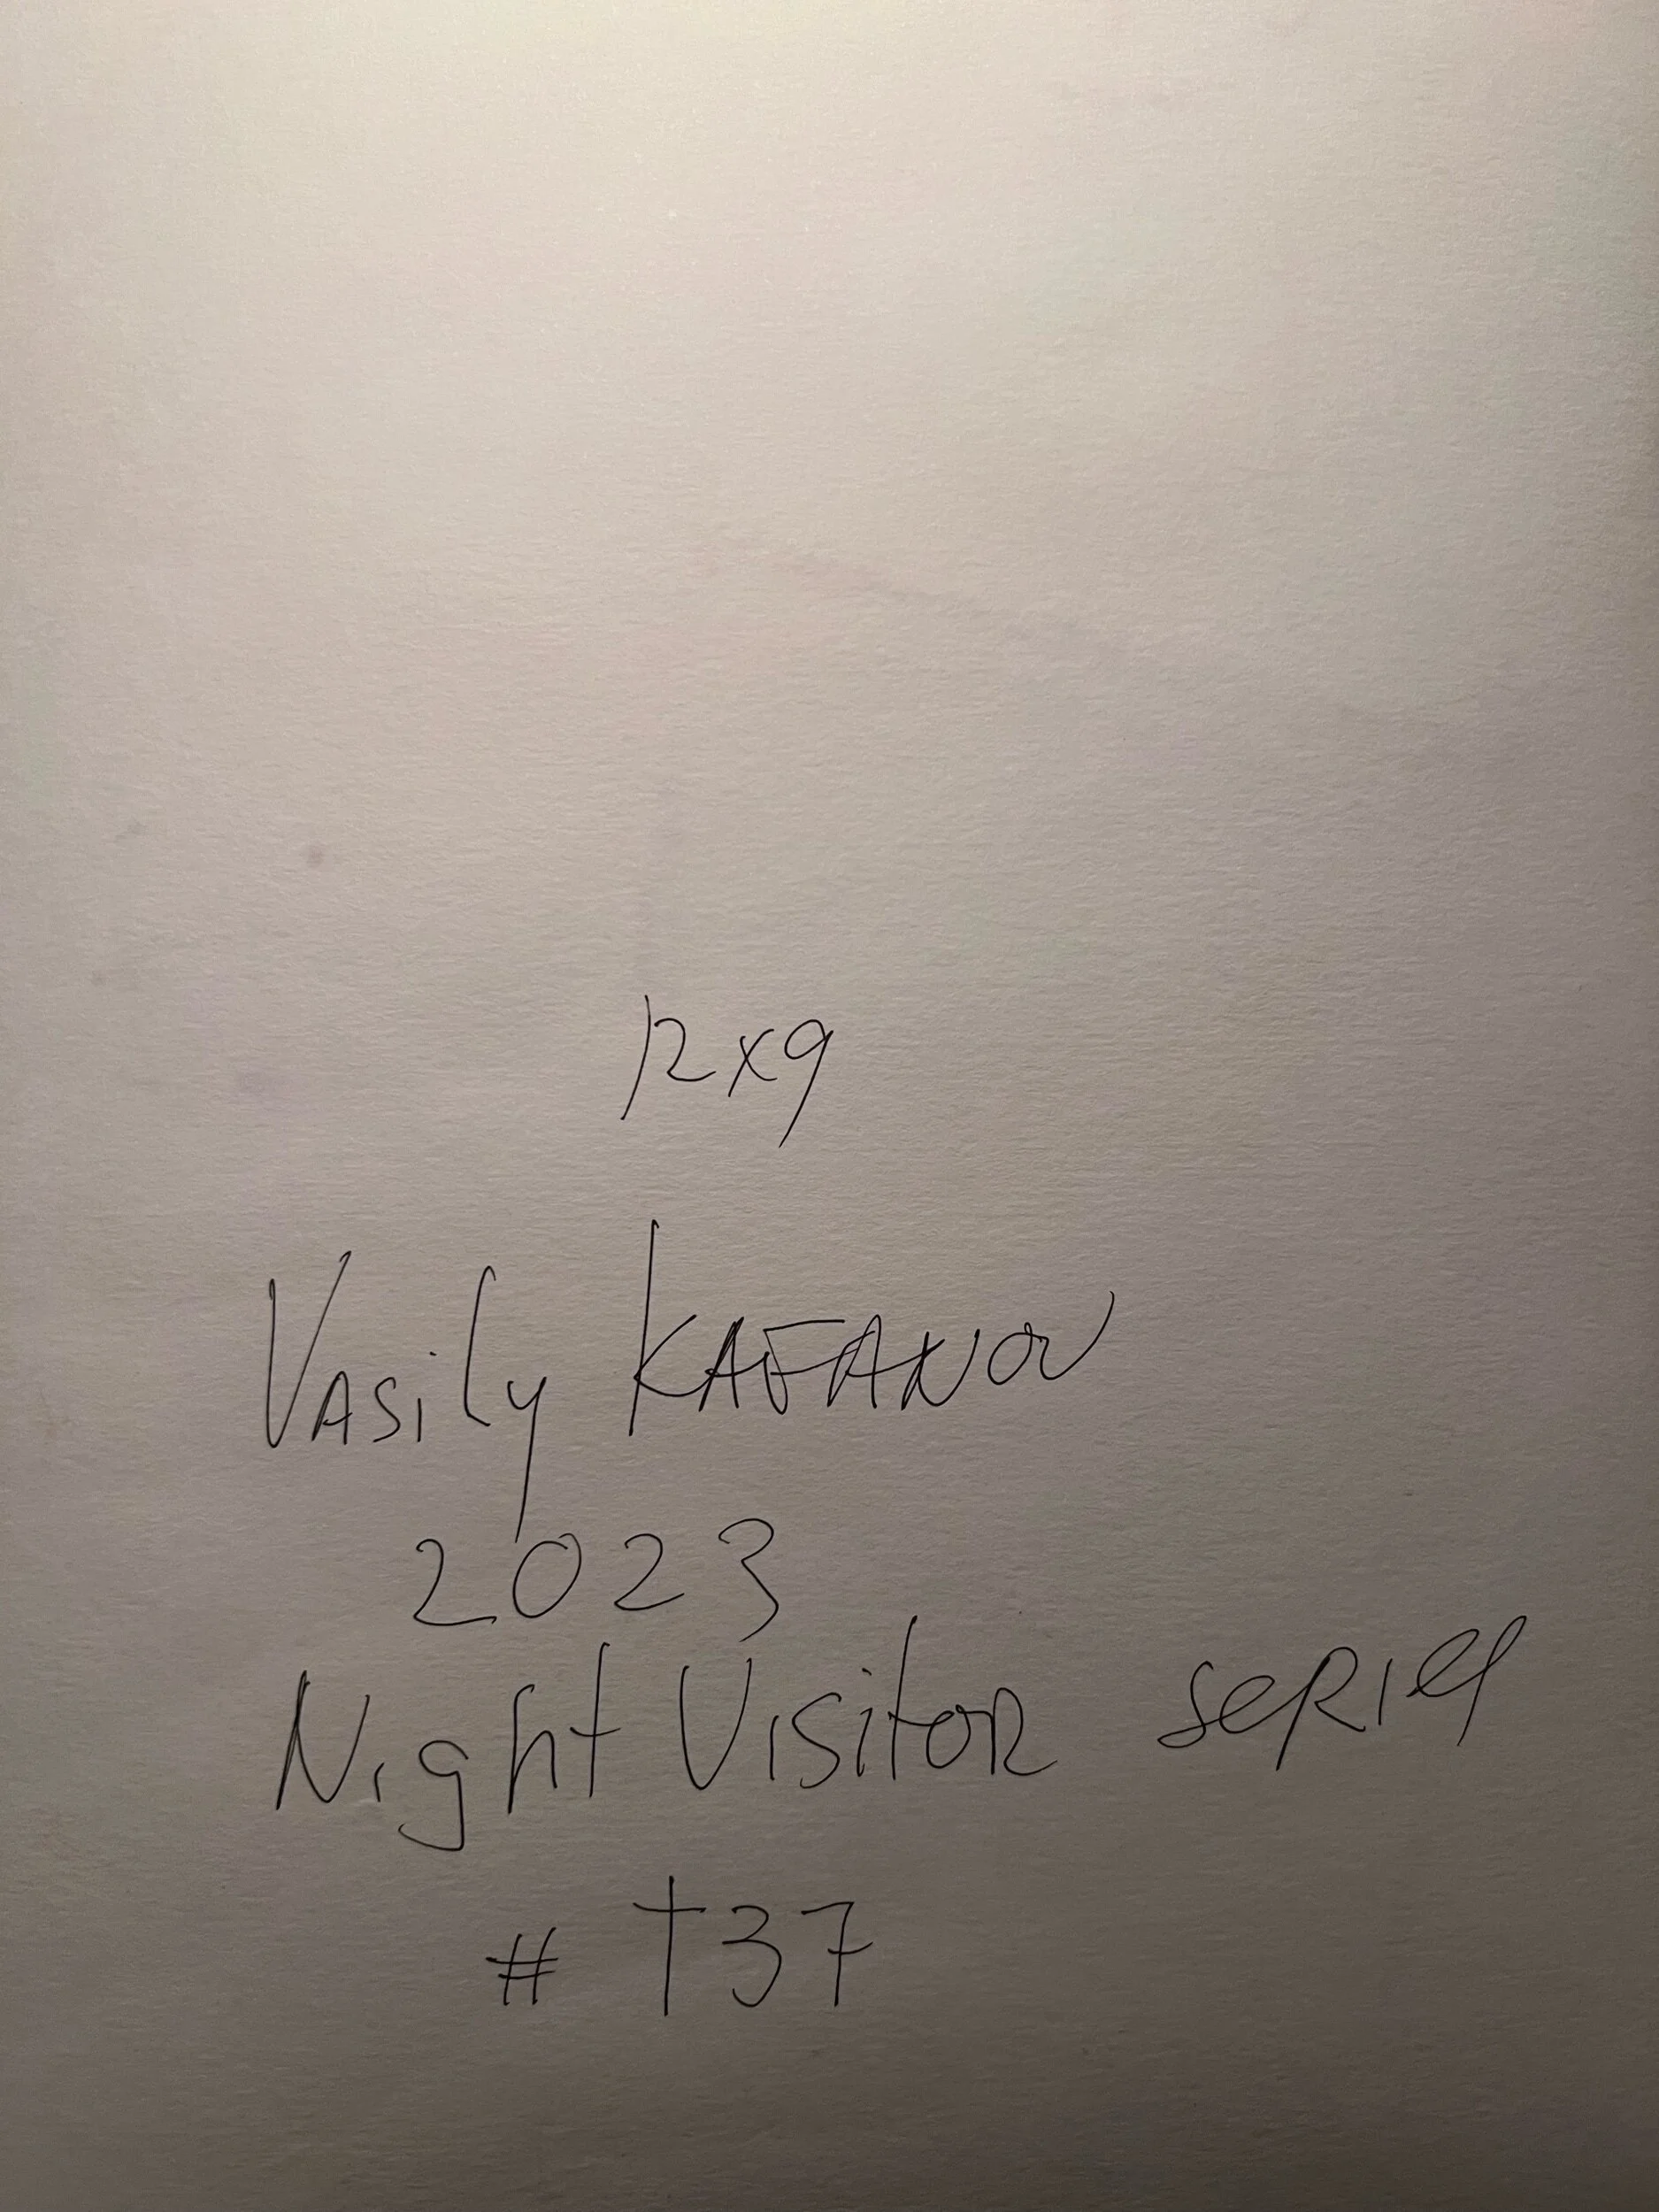 12x9
Vasily KAFANOV
2023
Night Visitor series
# T37